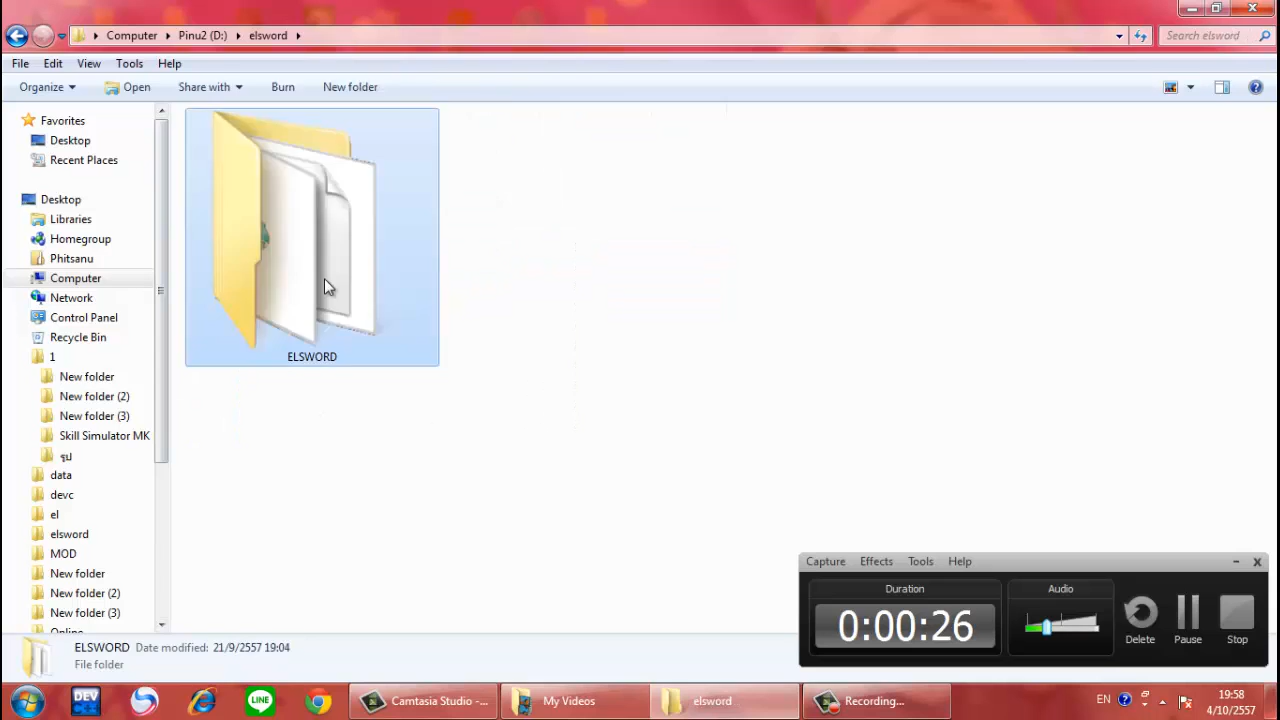 Computer Pinu2 (D:) elsword Search elsword
File Edit View Tools Help
Organize Open Share with Burn New folder
Favorites
Desktop
Recent Places
Desktop
Libraries
Homegroup
Phitsanu
Computer
Network
Control Panel
Recycle Bin
1
New folder
New folder (2)
New folder (3)
Skill Simulator MK
รูป
data
devc
el
elsword
MOD
New folder
New folder (2)
New folder (3)
Online
ELSWORD
Capture Effects Tools Help
Duration Audio
0:00:26
Delete Pause Stop
ELSWORD Date modified: 21/9/2557 19:04
File folder
DEV LINE Camtasia Studio -... My Videos elsword Recording... EN 19:58
4/10/2557